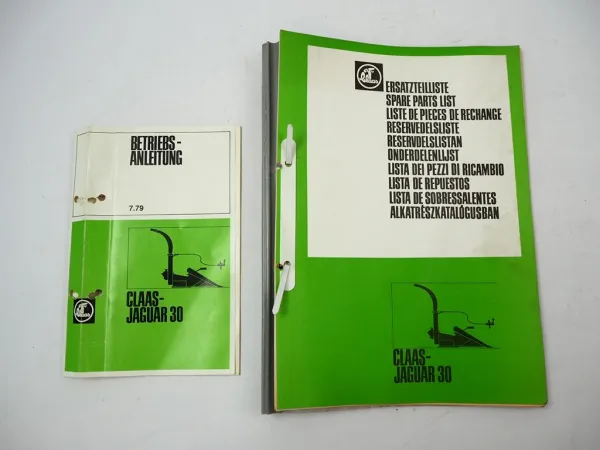 BETRIEBS-
ANLEITUNG
7.79
CLAAS-
JAGUAR 30
ERSATZTEILLISTE
SPARE PARTS LIST
LISTE DE PIECES DE RECHANGE
RESERVEDELSLISTE
RESERVDELSLISTAN
ONDERDELENLIJST
LISTA DEI PEZZI DI RICAMBIO
LISTA DE REPUESTOS
LISTA DE SOBRESSALENTES
ALKATRÉSZKATALÓGUSBAN
CLAAS-
JAGUAR 30